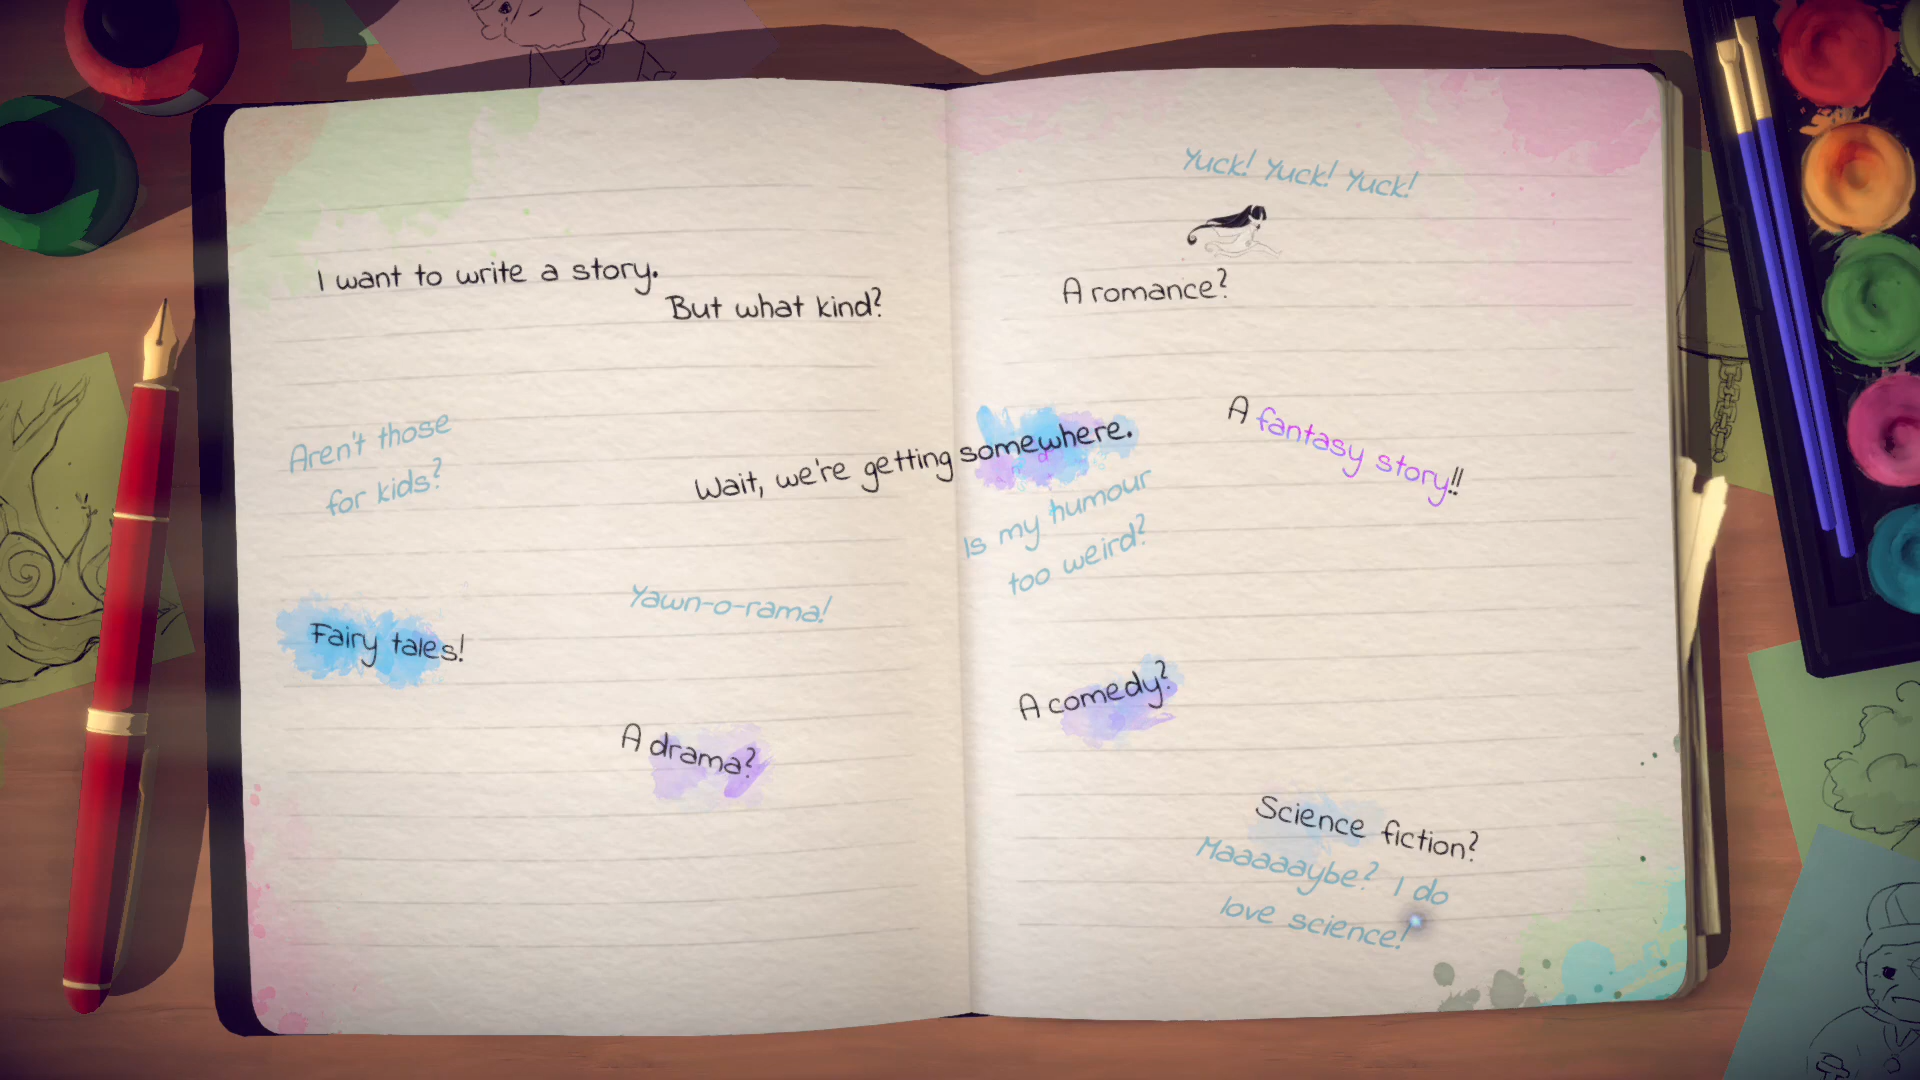 I want to write a story.
But what kind?
Aren't those
for kids?
Fairy tales!
Yawn-o-rama!
A drama?
Wait, we're getting somewhere.
Yuck! Yuck! Yuck!
A romance?
A fantasy story!!
Is my humour
too weird?
A comedy?
Science fiction?
Maaaaaybe? I do
love science!